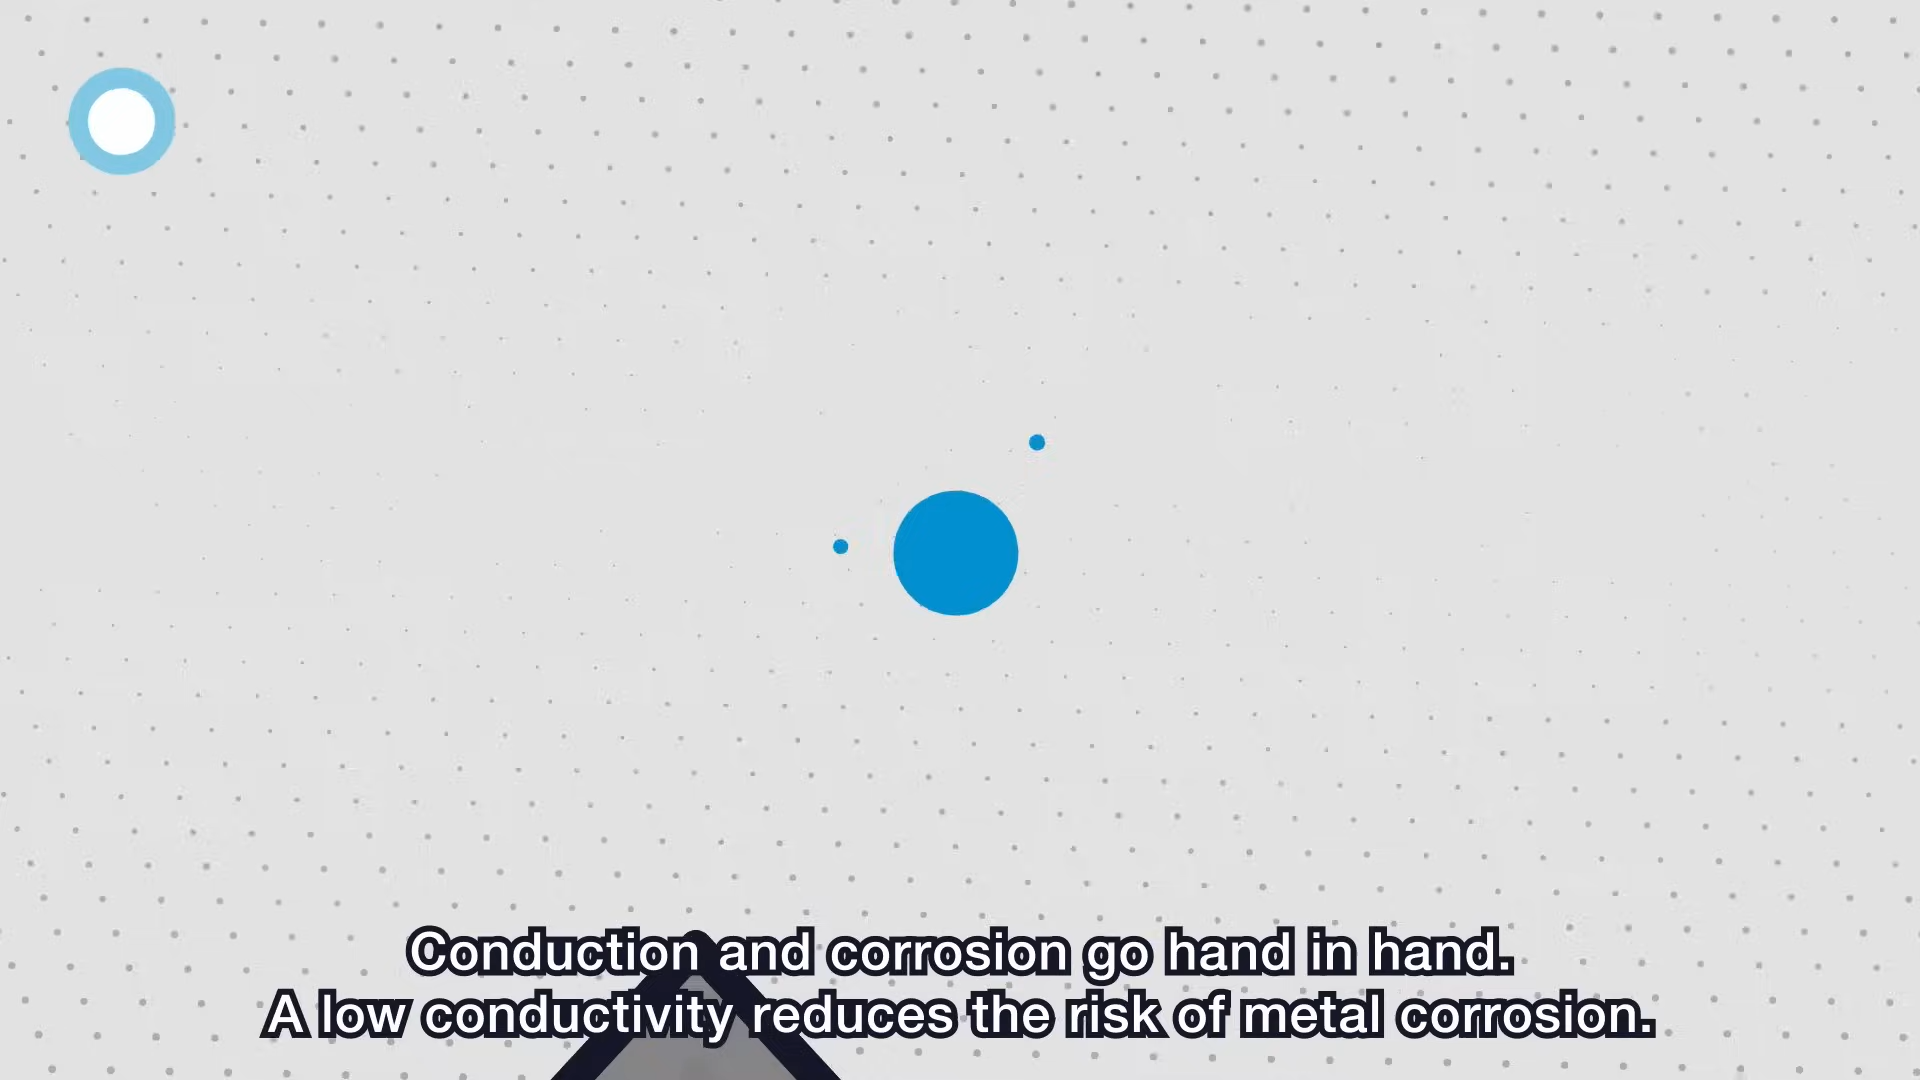 Conduction and corrosion go hand in hand.
A low conductivity reduces the risk of metal corrosion.